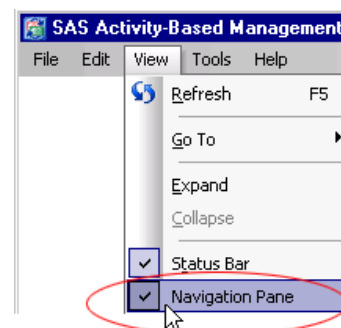 SAS Activity-Based Management
File Edit View Tools Help
Refresh F5
Go To
Expand
Collapse
Status Bar
Navigation Pane